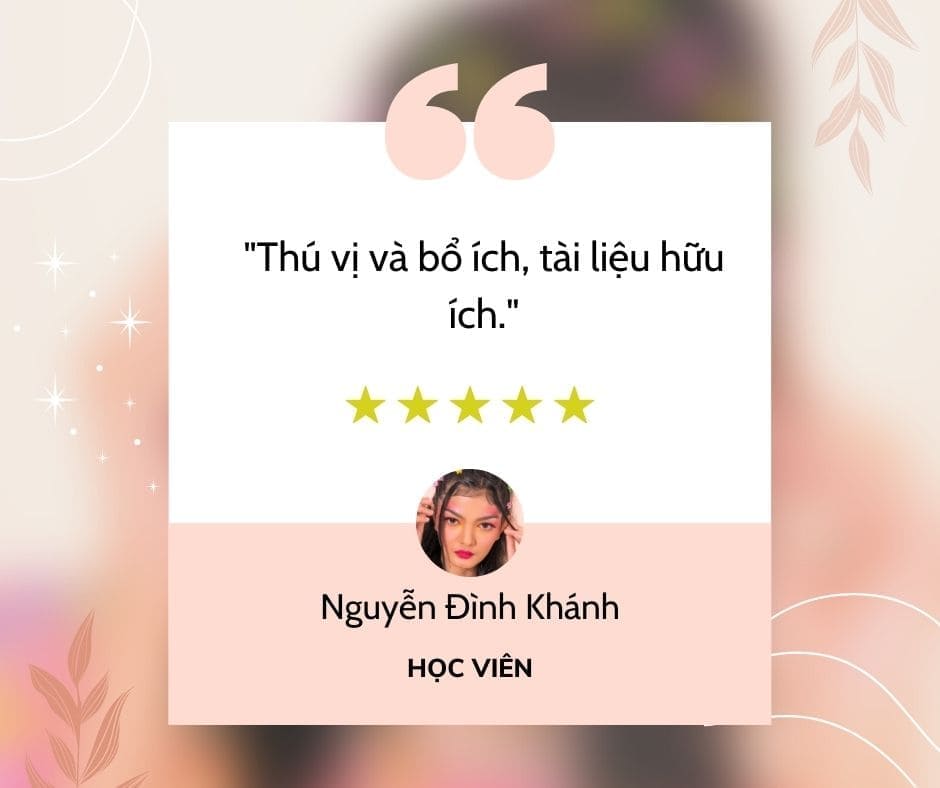 "Thú vị và bổ ích, tài liệu hữu
ích."
Nguyễn Đình Khánh
HỌC VIÊN